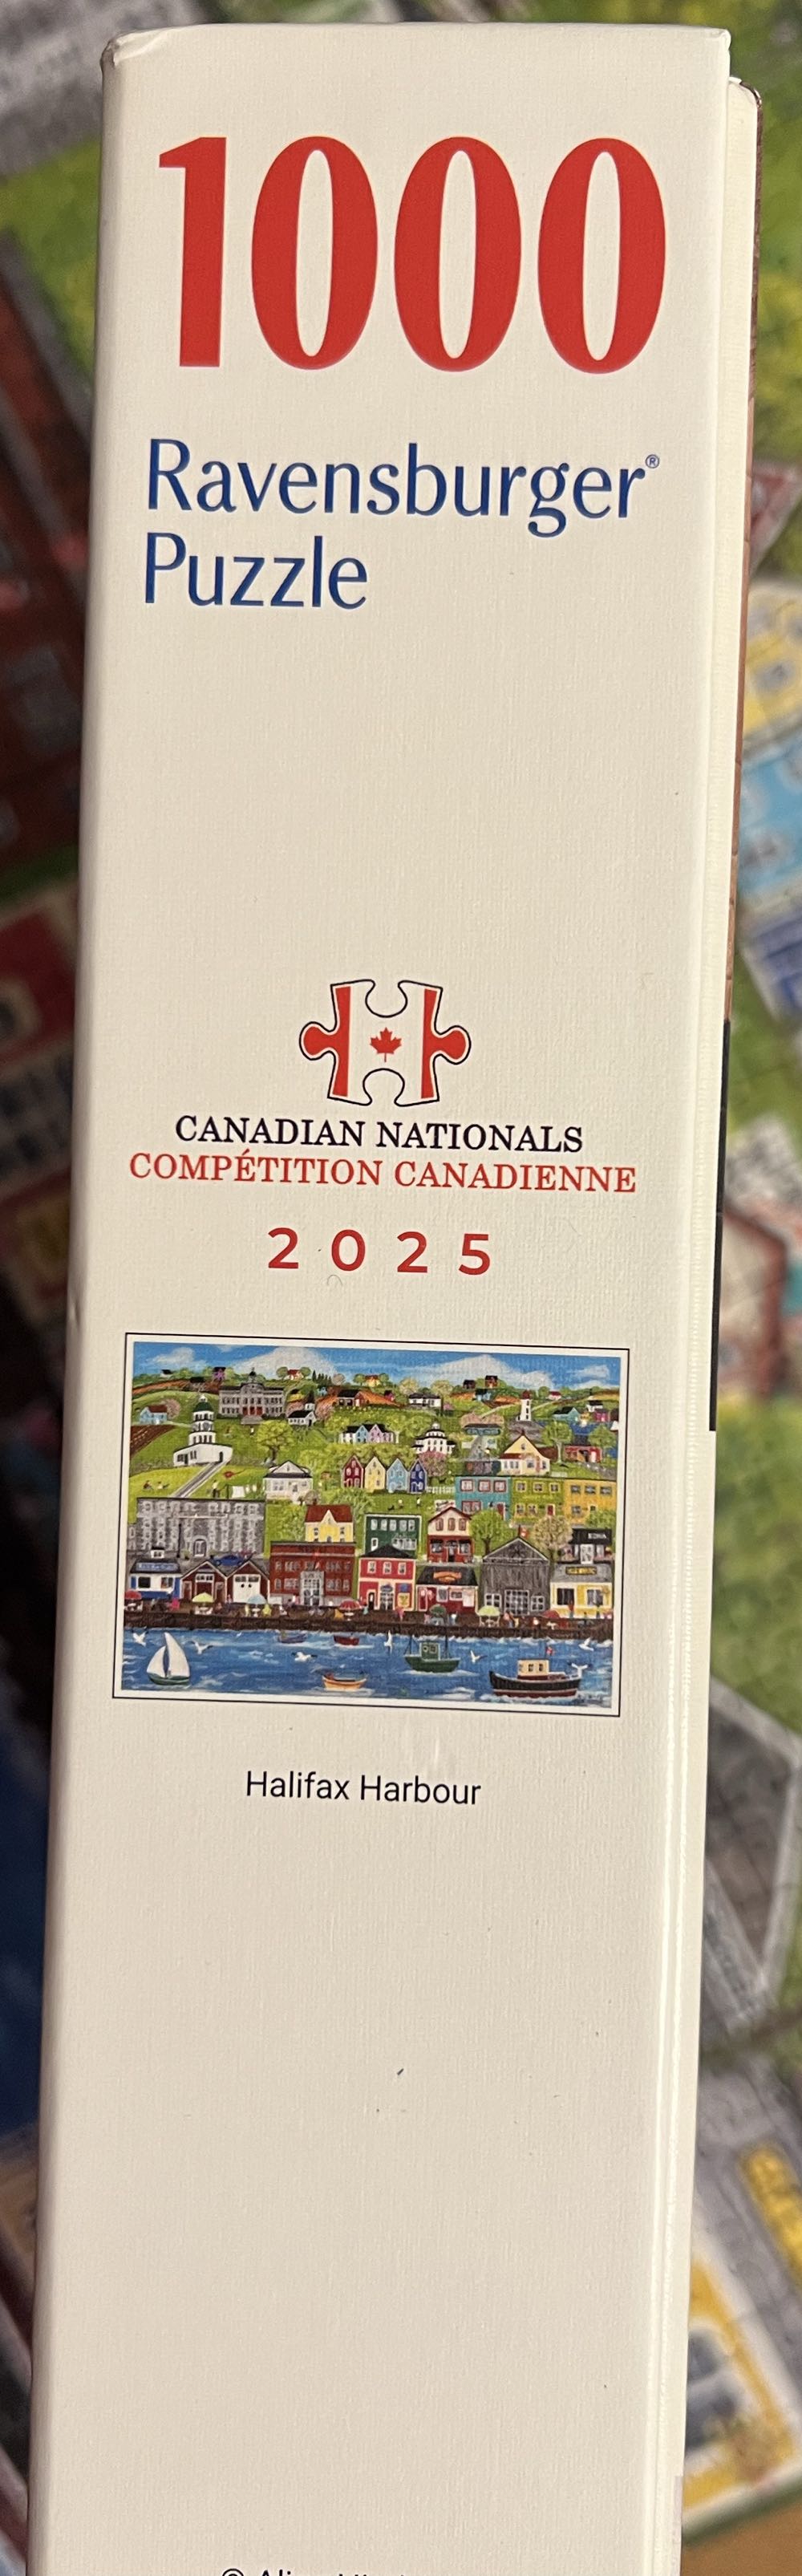 1000
Ravensburger®
Puzzle
CANADIAN NATIONALS
COMPÉTITION CANADIENNE
2025
Halifax Harbour